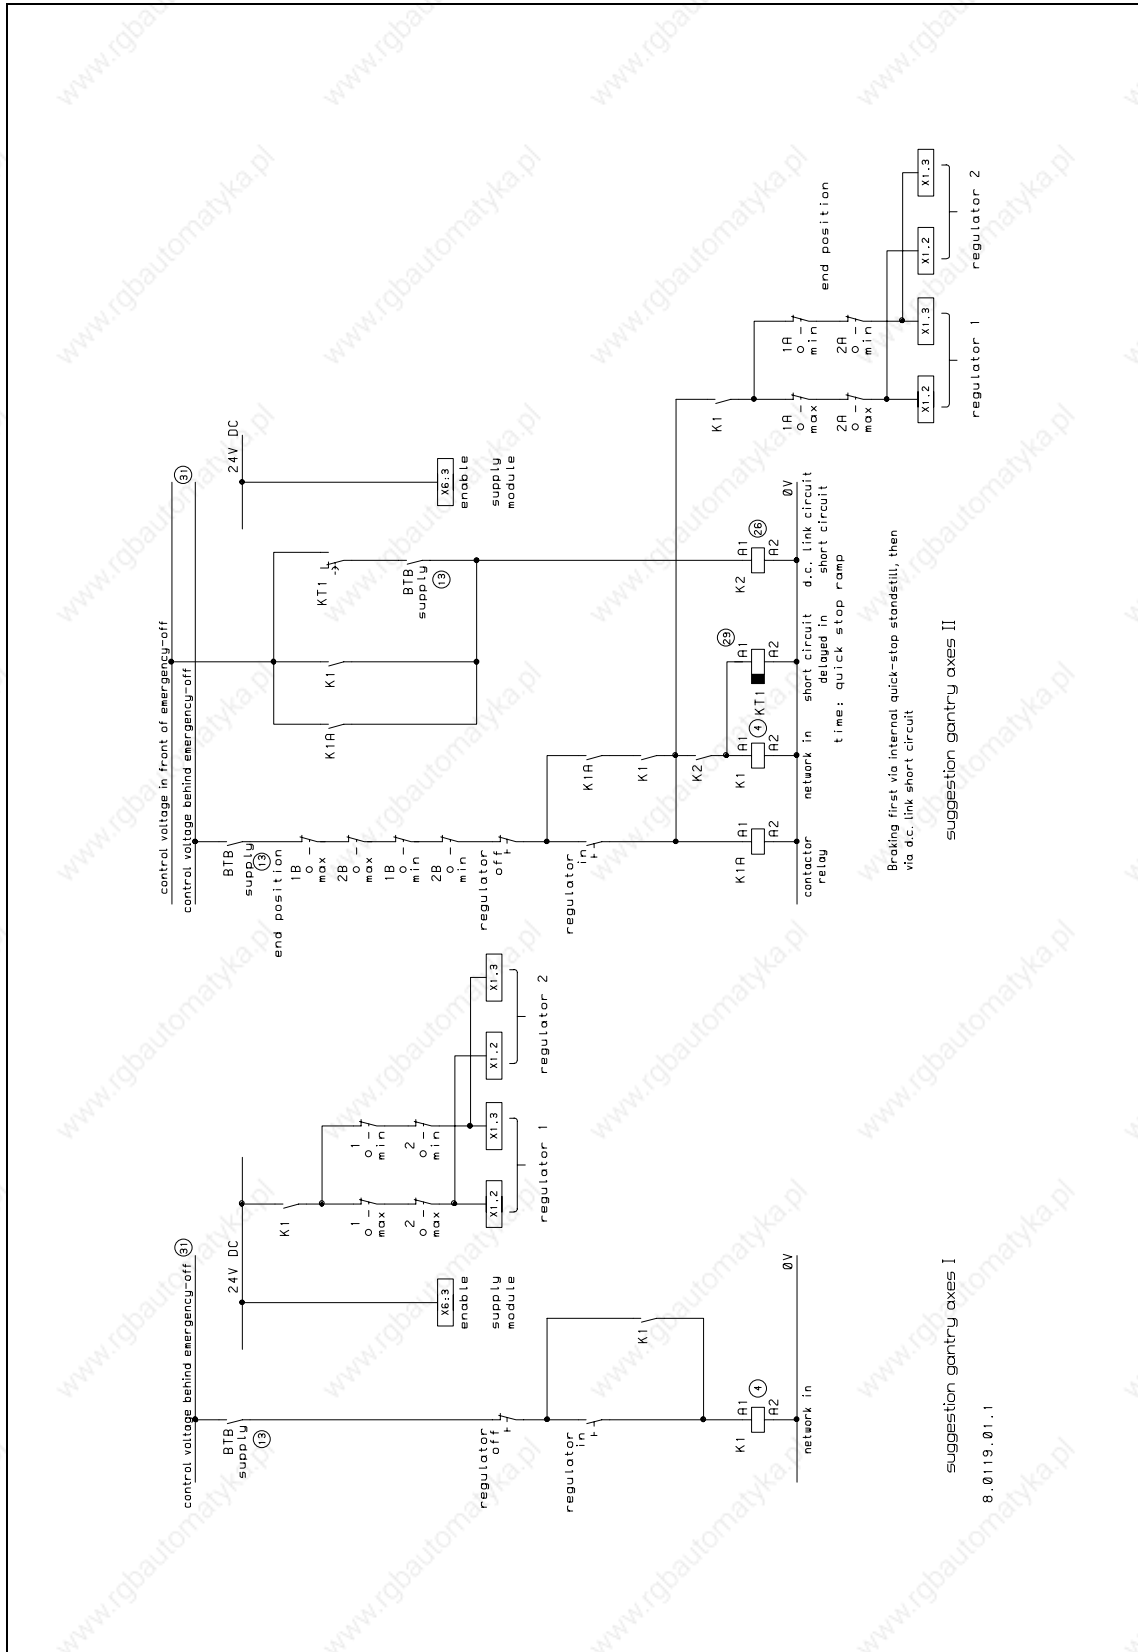 control voltage behind emergency-off 31
BTB
supply
13
regulator
off
regulator
in
K1
K1
A1
4
A2
network in
0V
24V DC
X6:3
enable
supply
module
K1
1
max
1
min
2
max
2
min
X1.2
X1.3
X1.2
X1.3
regulator 1
regulator 2
suggestion gantry axes I
8.0119.01.1
control voltage in front of emergency-off
control voltage behind emergency-off
31
BTB
supply
13
end position
1B
max
2B
max
1B
min
2B
min
regulator
off
regulator
in
K1A
A1
A2
contactor
relay
K1A
K1
K2
K1
A1
4
A2
network in
KT1
A1
29
A2
short circuit
delayed in
time: quick stop ramp
K1A
K1
KT1
BTB
supply
13
K2
A1
26
A2
d.c. link circuit
short circuit
0V
24V DC
X6:3
enable
supply
module
K1
1A
max
1A
min
2A
max
2A
min
end position
X1.2
X1.3
X1.2
X1.3
regulator 1
regulator 2
Braking first via internal quick-stop standstill, then
via d.c. link short circuit
suggestion gantry axes II
www.rgbautomatyka.pl